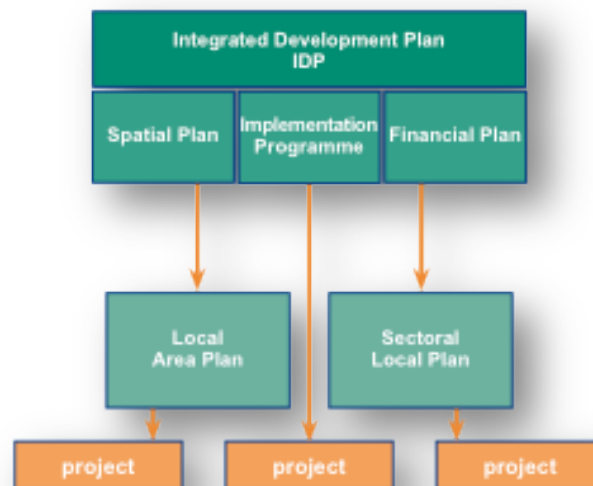 Integrated Development Plan
IDP
Spatial Plan
Implementation
Programme
Financial Plan
Local
Area Plan
Sectoral
Local Plan
project
project
project